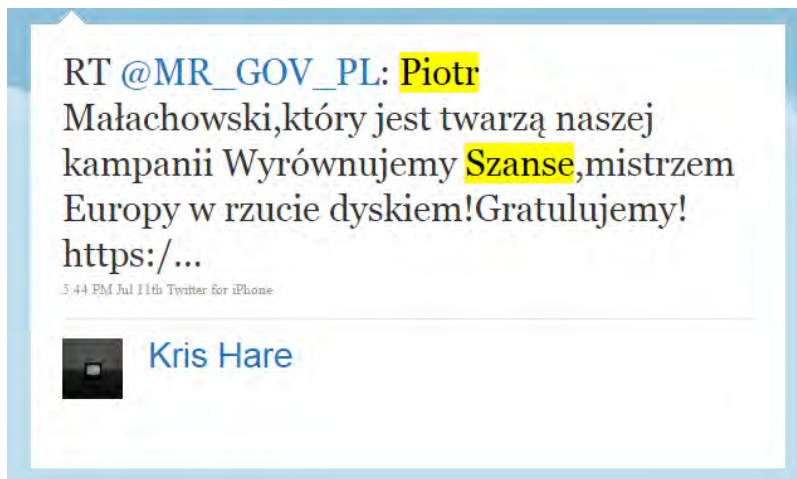 RT @MR_GOV_PL: Piotr
Małachowski,który jest twarzą naszej
kampanii Wyrównujemy Szanse,mistrzem
Europy w rzucie dyskiem!Gratulujemy!
https:/...
5:44 PM Jul 11th Twitter for iPhone
Kris Hare